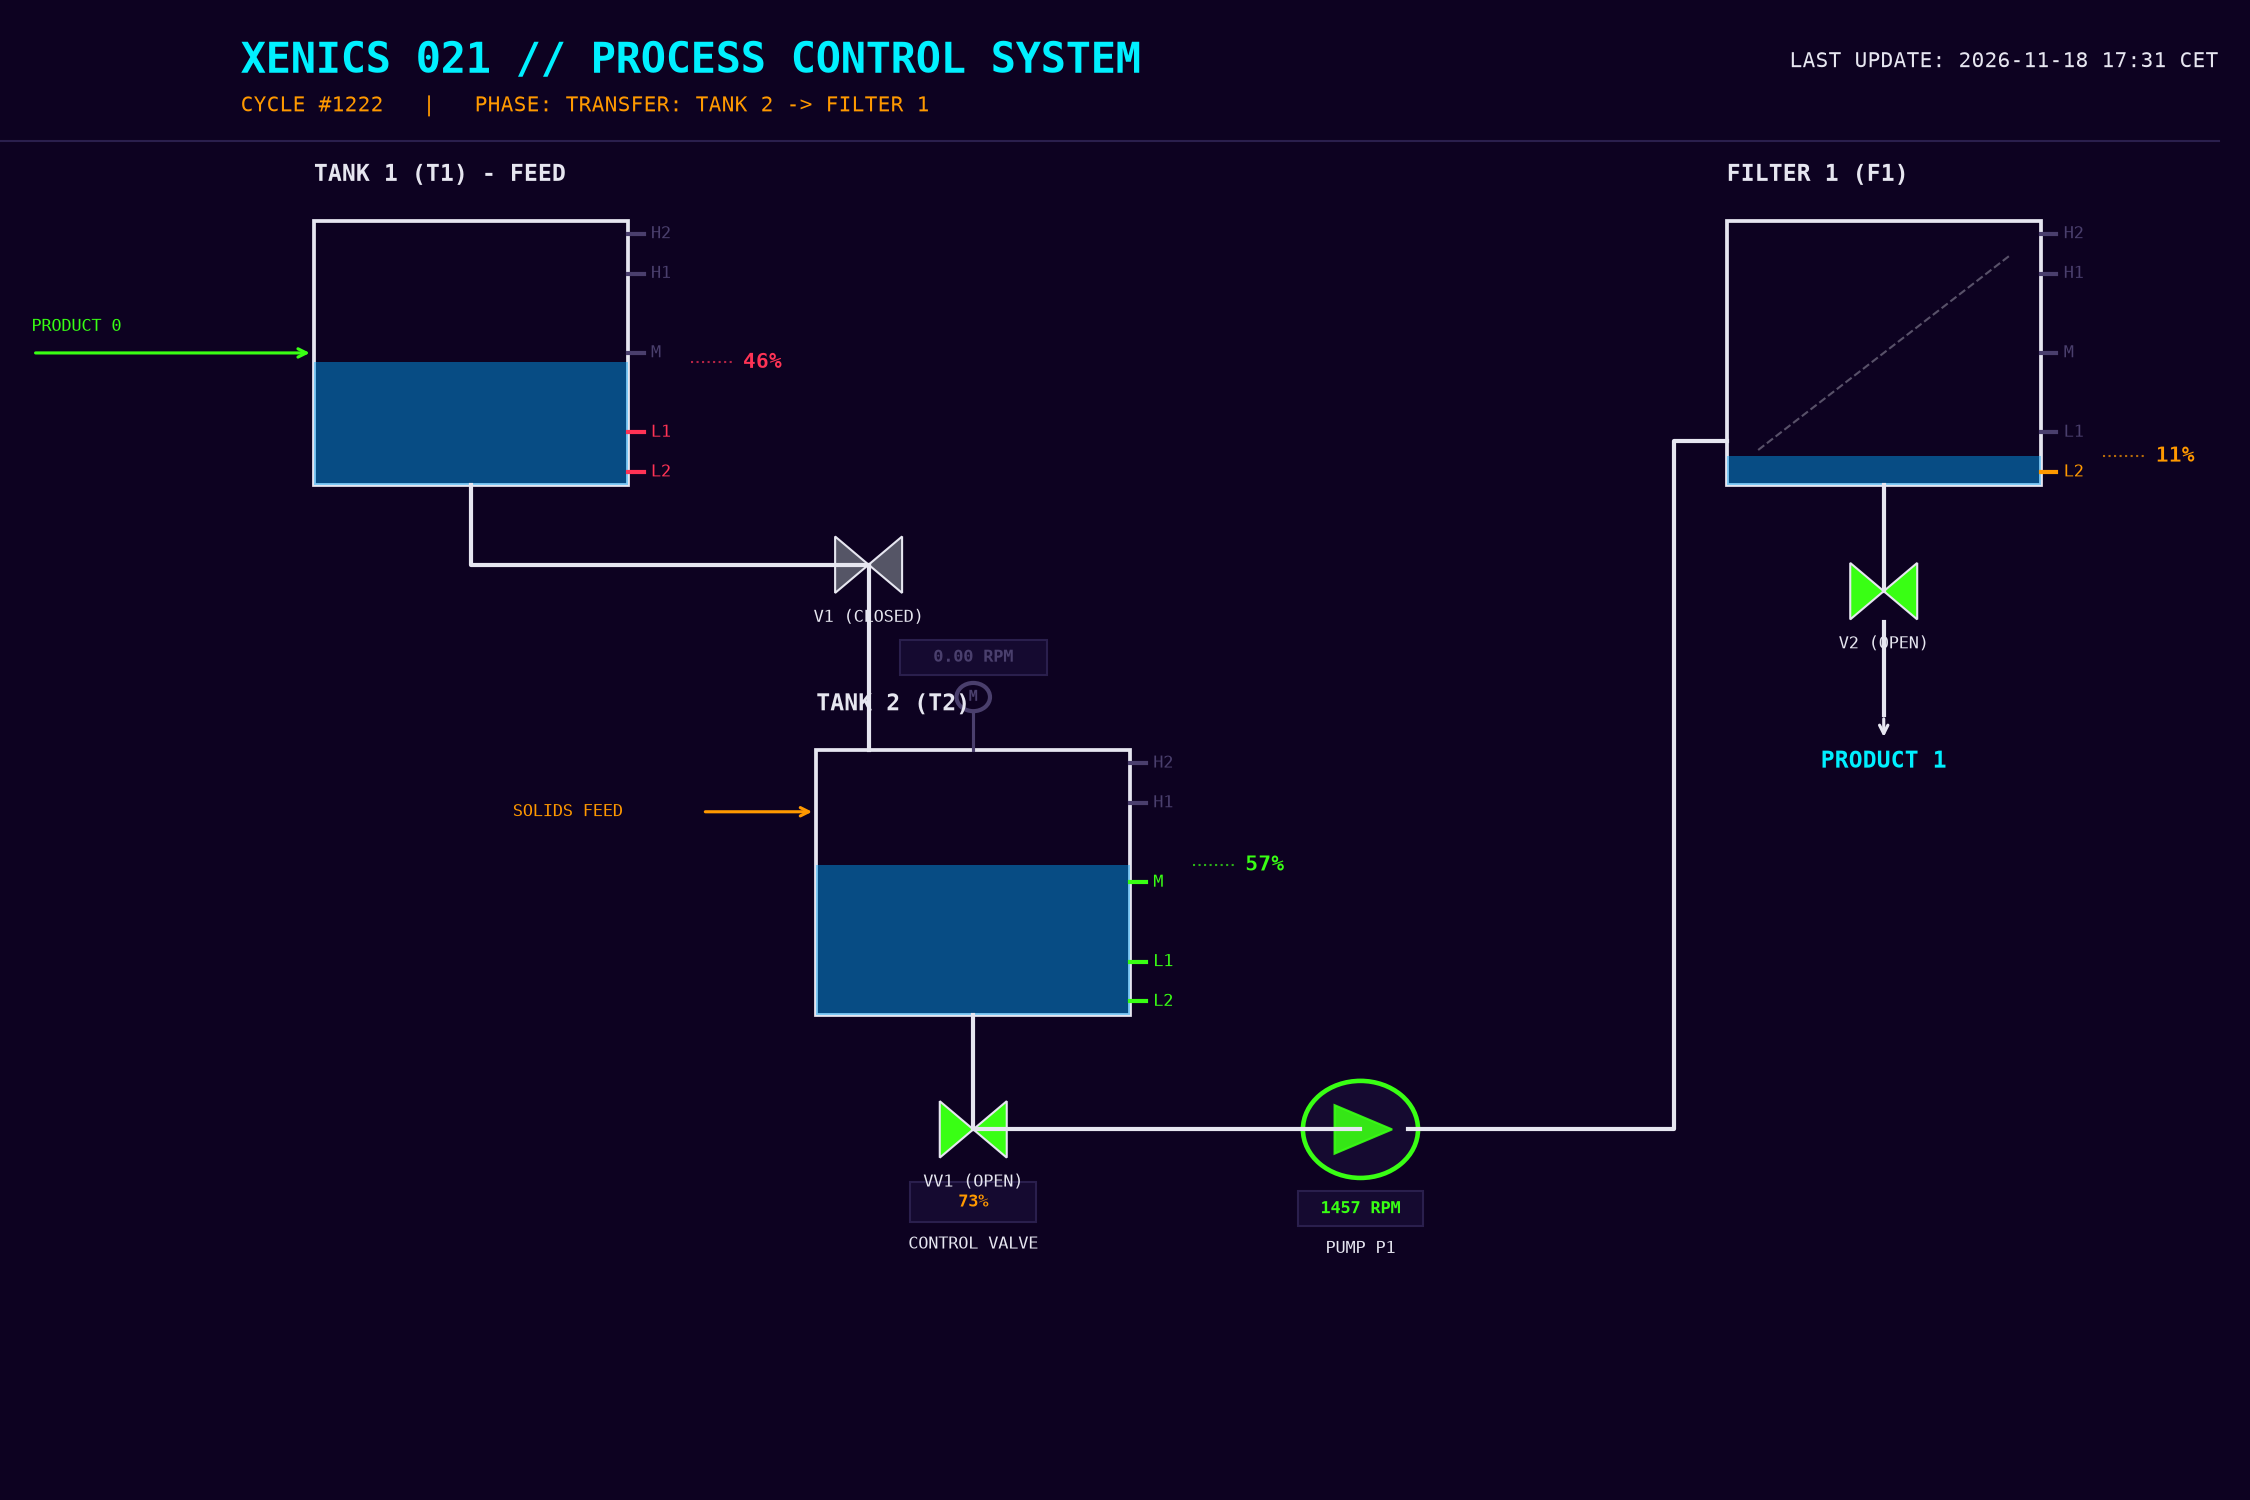 XENICS 021 // PROCESS CONTROL SYSTEM
LAST UPDATE: 2026-11-18 17:31 CET
CYCLE #1222 | PHASE: TRANSFER: TANK 2 -> FILTER 1
TANK 1 (T1) - FEED
H2
H1
PRODUCT 0
M
46%
L1
L2
FILTER 1 (F1)
H2
H1
M
L1
11%
L2
V1 (CLOSED)
V2 (OPEN)
0.00 RPM
M
TANK 2 (T2)
PRODUCT 1
H2
H1
SOLIDS FEED
57%
M
L1
L2
VV1 (OPEN)
73%
CONTROL VALVE
1457 RPM
PUMP P1